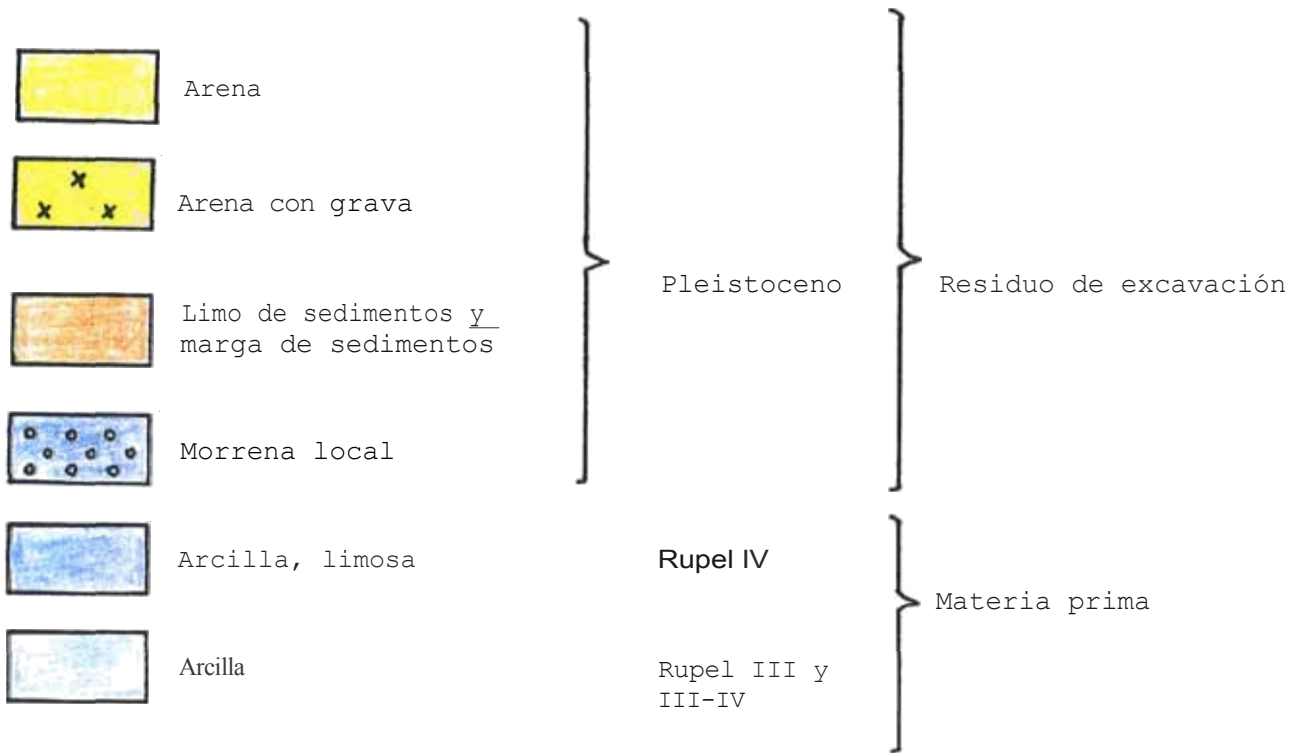 Arena
Arena con grava
Limo de sedimentos y
marga de sedimentos
Morrena local
Pleistoceno
Residuo de excavación
Arcilla, limosa
Rupel IV
Arcilla
Rupel III y
III-IV
Materia prima